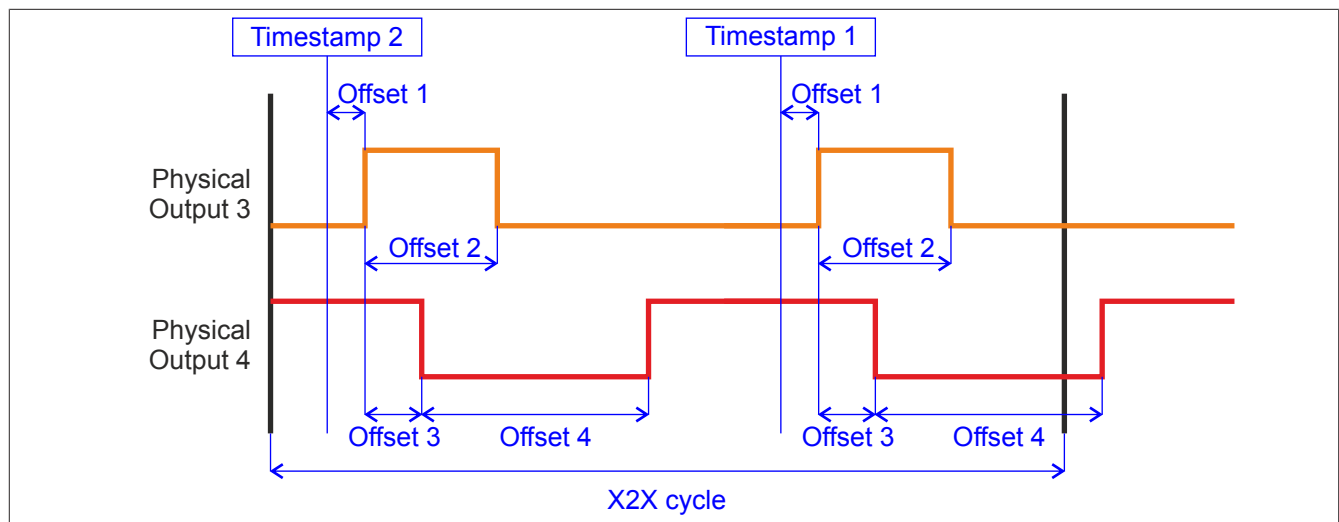 Timestamp 2
Timestamp 1
Offset 1
Offset 1
Physical
Output 3
Offset 2
Offset 2
Physical
Output 4
Offset 3
Offset 4
Offset 3
Offset 4
X2X cycle